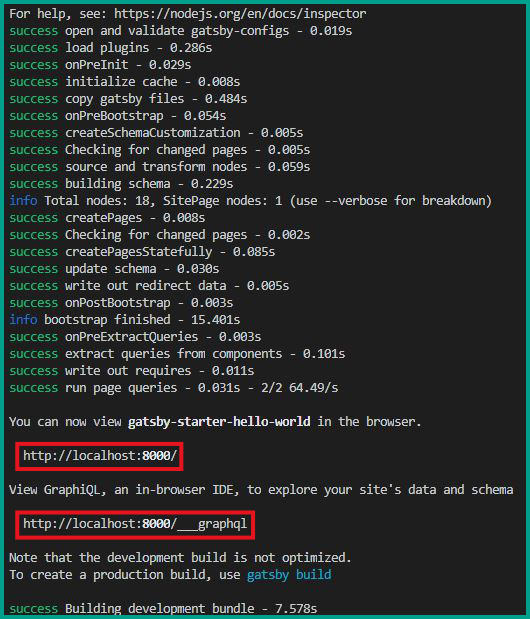 For help, see: https://nodejs.org/en/docs/inspector
success open and validate gatsby-configs - 0.019s
success load plugins - 0.286s
success onPreInit - 0.029s
success initialize cache - 0.008s
success copy gatsby files - 0.484s
success onPreBootstrap - 0.054s
success createSchemaCustomization - 0.005s
success Checking for changed pages - 0.005s
success source and transform nodes - 0.059s
success building schema - 0.229s
info Total nodes: 18, SitePage nodes: 1 (use --verbose for breakdown)
success createPages - 0.008s
success Checking for changed pages - 0.002s
success createPagesStatefully - 0.085s
success update schema - 0.030s
success write out redirect data - 0.005s
success onPostBootstrap - 0.003s
info bootstrap finished - 15.401s
success onPreExtractQueries - 0.003s
success extract queries from components - 0.101s
success write out requires - 0.011s
success run page queries - 0.031s - 2/2 64.49/s
You can now view gatsby-starter-hello-world in the browser.
http://localhost:8000/
View GraphiQL, an in-browser IDE, to explore your site's data and schema
http://localhost:8000/___graphql
Note that the development build is not optimized.
To create a production build, use gatsby build
success Building development bundle - 7.578s